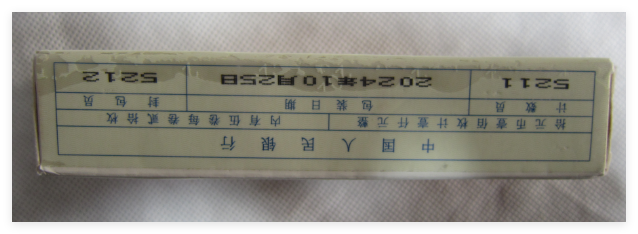 中国人民银行
拾元币壹佰枚计壹仟元整 内有伍卷每卷贰拾枚
计数员 包装日期 封包员
5211 2024年10月25日 5212